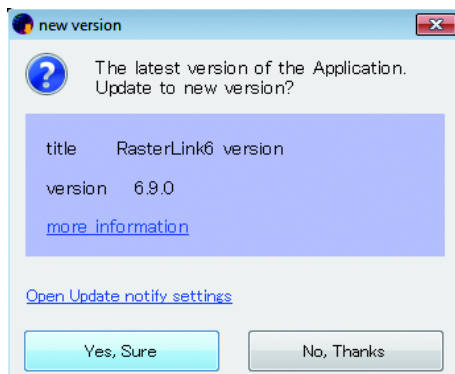 new version
The latest version of the Application.
Update to new version?
title RasterLink6 version
version 6.9.0
more information
Open Update notify settings
Yes, Sure
No, Thanks